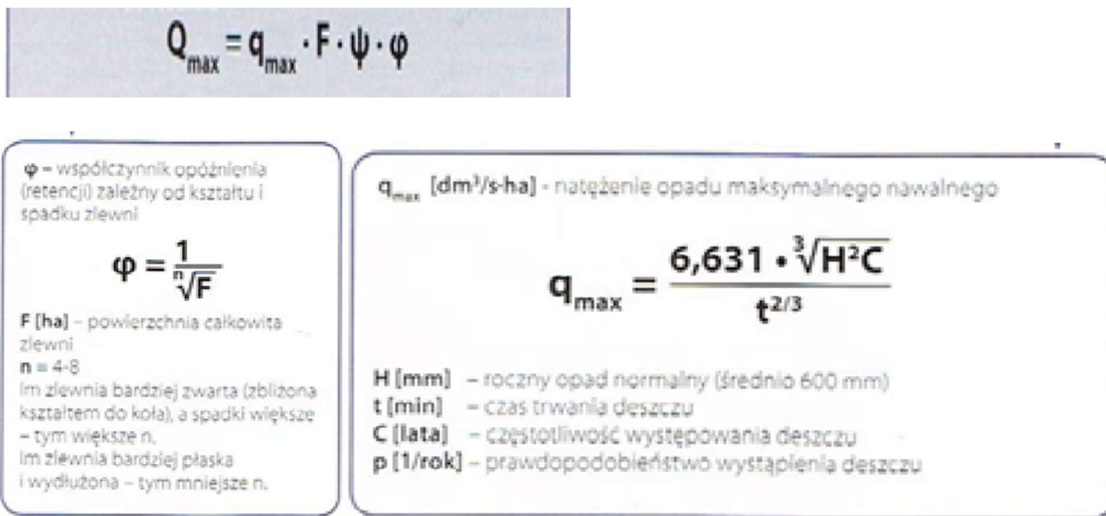 Qmax = qmax · F · ψ · φ
φ – współczynnik opóźnienia
(retencji) zależny od kształtu i
spadku zlewni
φ = 1/ⁿ√F
F [ha] – powierzchnia całkowita
zlewni
n = 4-8
Im zlewnia bardziej zwarta (zbliżona
kształtem do koła), a spadki większe
– tym większe n.
Im zlewnia bardziej płaska
i wydłużona – tym mniejsze n.
qmax [dm³/s·ha] - natężenie opadu maksymalnego nawalnego
qmax = 6,631 • ³√H²C / t^2/3
H [mm] – roczny opad normalny (średnio 600 mm)
t [min] – czas trwania deszczu
C [lata] – częstotliwość występowania deszczu
p [1/rok] – prawdopodobieństwo wystąpienia deszczu